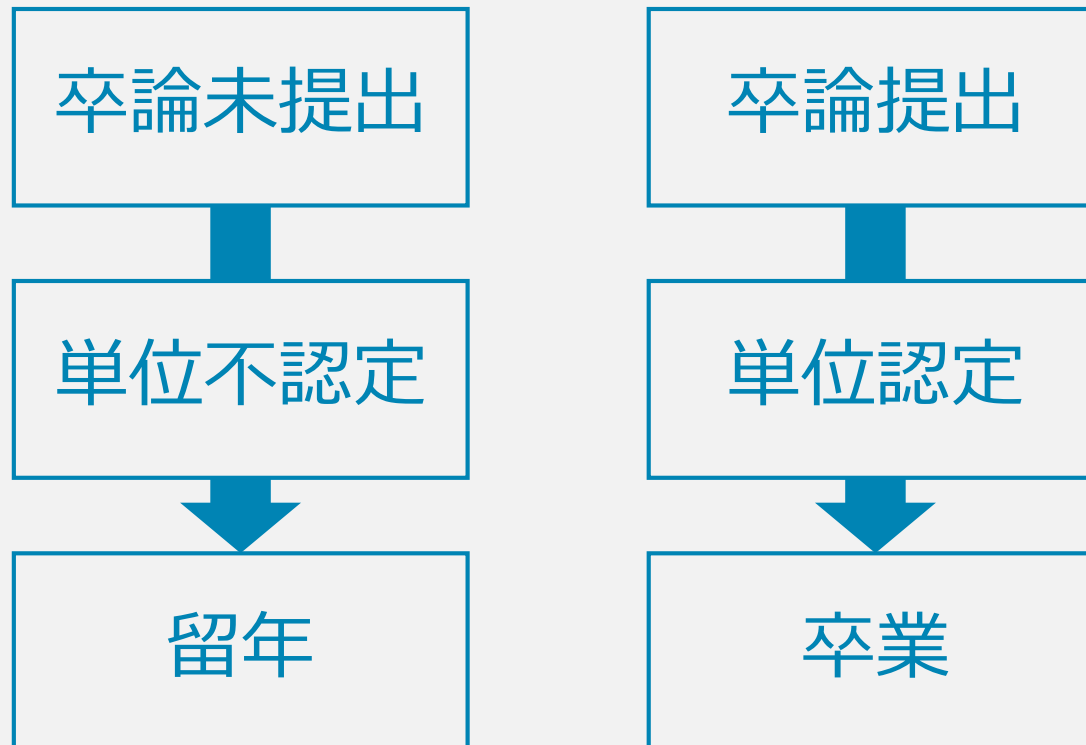 卒論未提出
単位不認定
留年
卒論提出
単位認定
卒業